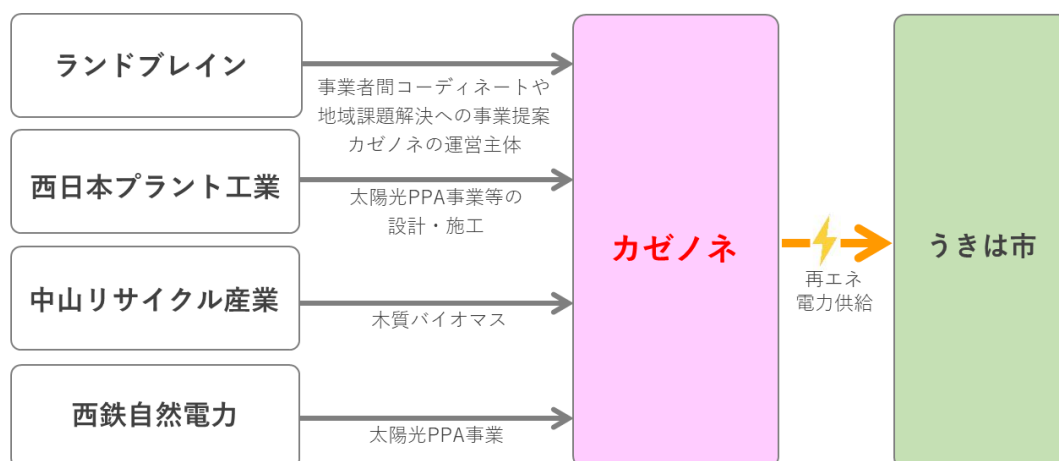 ランドブレイン
事業者間コーディネートや
地域課題解決への事業提案
カゼノネの運営主体
西日本プラント工業
太陽光PPA事業等の
設計・施工
中山リサイクル産業
木質バイオマス
西鉄自然電力
太陽光PPA事業
カゼノネ
再エネ
電力供給
うきは市